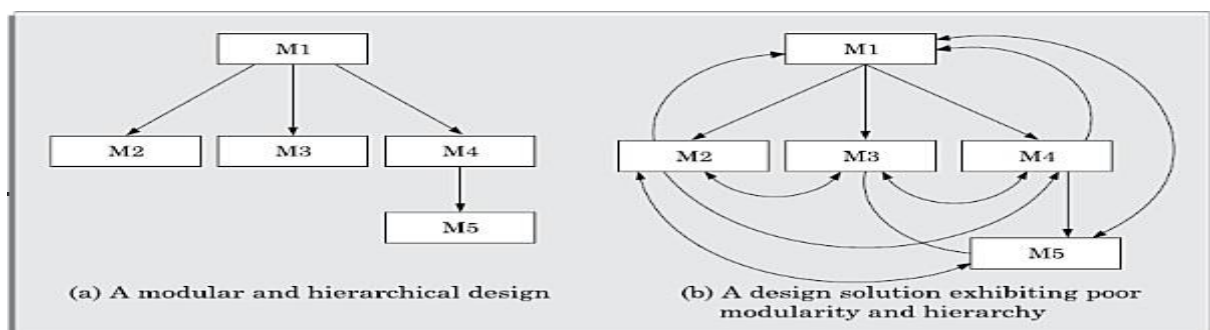 M1
M2 M3 M4
M5
(a) A modular and hierarchical design
M1
M2 M3 M4
M5
(b) A design solution exhibiting poor
modularity and hierarchy